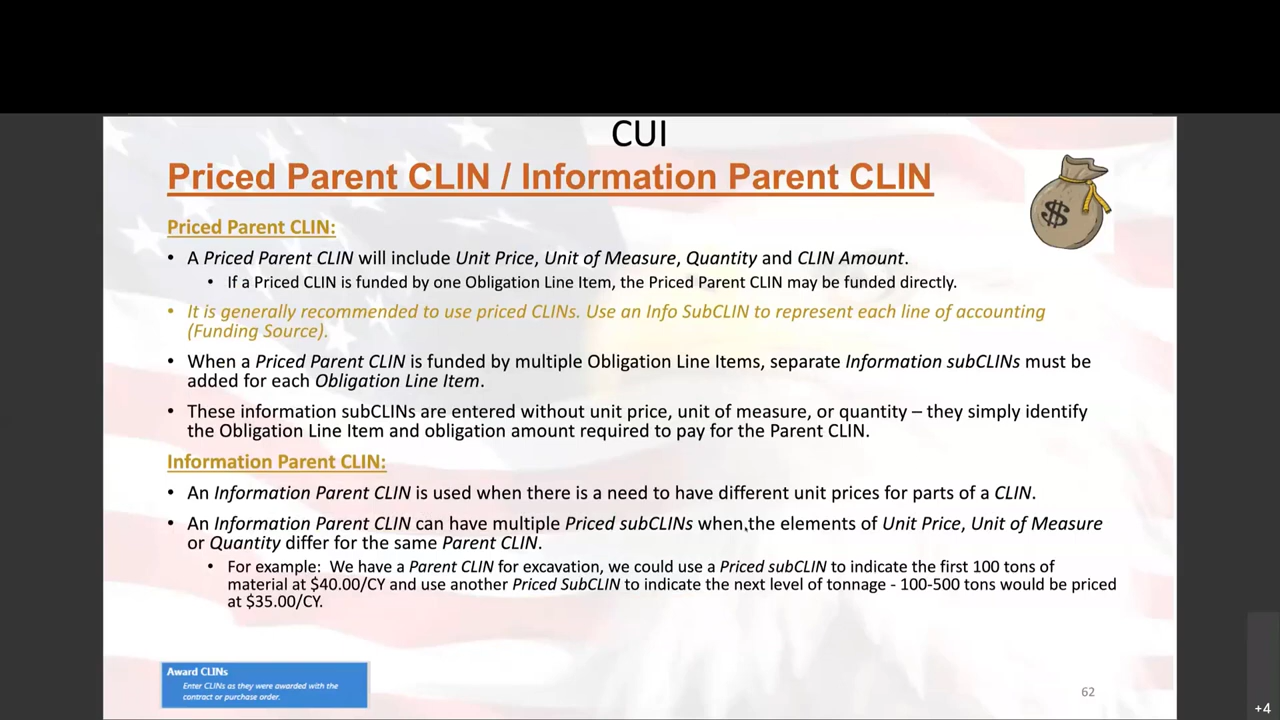 CUI
Priced Parent CLIN / Information Parent CLIN
$
Priced Parent CLIN:
• A Priced Parent CLIN will include Unit Price, Unit of Measure, Quantity and CLIN Amount.
• If a Priced CLIN is funded by one Obligation Line Item, the Priced Parent CLIN may be funded directly.
• It is generally recommended to use priced CLINs. Use an Info SubCLIN to represent each line of accounting
(Funding Source).
• When a Priced Parent CLIN is funded by multiple Obligation Line Items, separate Information subCLINs must be
added for each Obligation Line Item.
• These information subCLINs are entered without unit price, unit of measure, or quantity – they simply identify
the Obligation Line Item and obligation amount required to pay for the Parent CLIN.
Information Parent CLIN:
• An Information Parent CLIN is used when there is a need to have different unit prices for parts of a CLIN.
• An Information Parent CLIN can have multiple Priced subCLINs when the elements of Unit Price, Unit of Measure
or Quantity differ for the same Parent CLIN.
• For example: We have a Parent CLIN for excavation, we could use a Priced subCLIN to indicate the first 100 tons of
material at $40.00/CY and use another Priced SubCLIN to indicate the next level of tonnage - 100-500 tons would be priced
at $35.00/CY.
Award CLINs
Enter CLINs as they were awarded with the
contract or purchase order.
62
+4